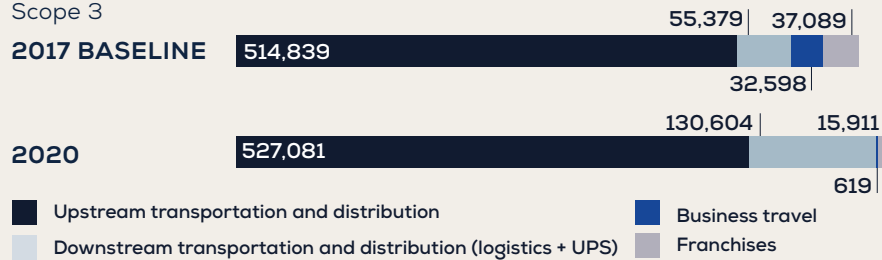 Scope 3
55,379 37,089
2017 BASELINE 514,839
32,598
130,604 15,911
2020 527,081
619
Upstream transportation and distribution
Business travel
Downstream transportation and distribution (logistics + UPS)
Franchises